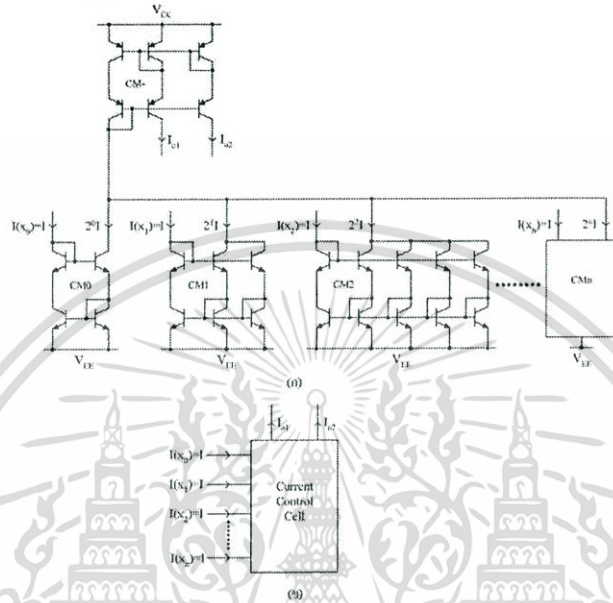 V_CC
CM-
I_o1 I_o2
I(x_0)=I 2^0I I(x_1)=I 2^1I I(x_2)=I 2^2I I(x_n)=I 2^nI
CM0 CM1 CM2 CMn
V_EE V_EE V_EE V_EE
I_o1 I_o2
I(x_0)=I
I(x_1)=I
I(x_2)=I
I(x_n)=I
Current
Control
Cell